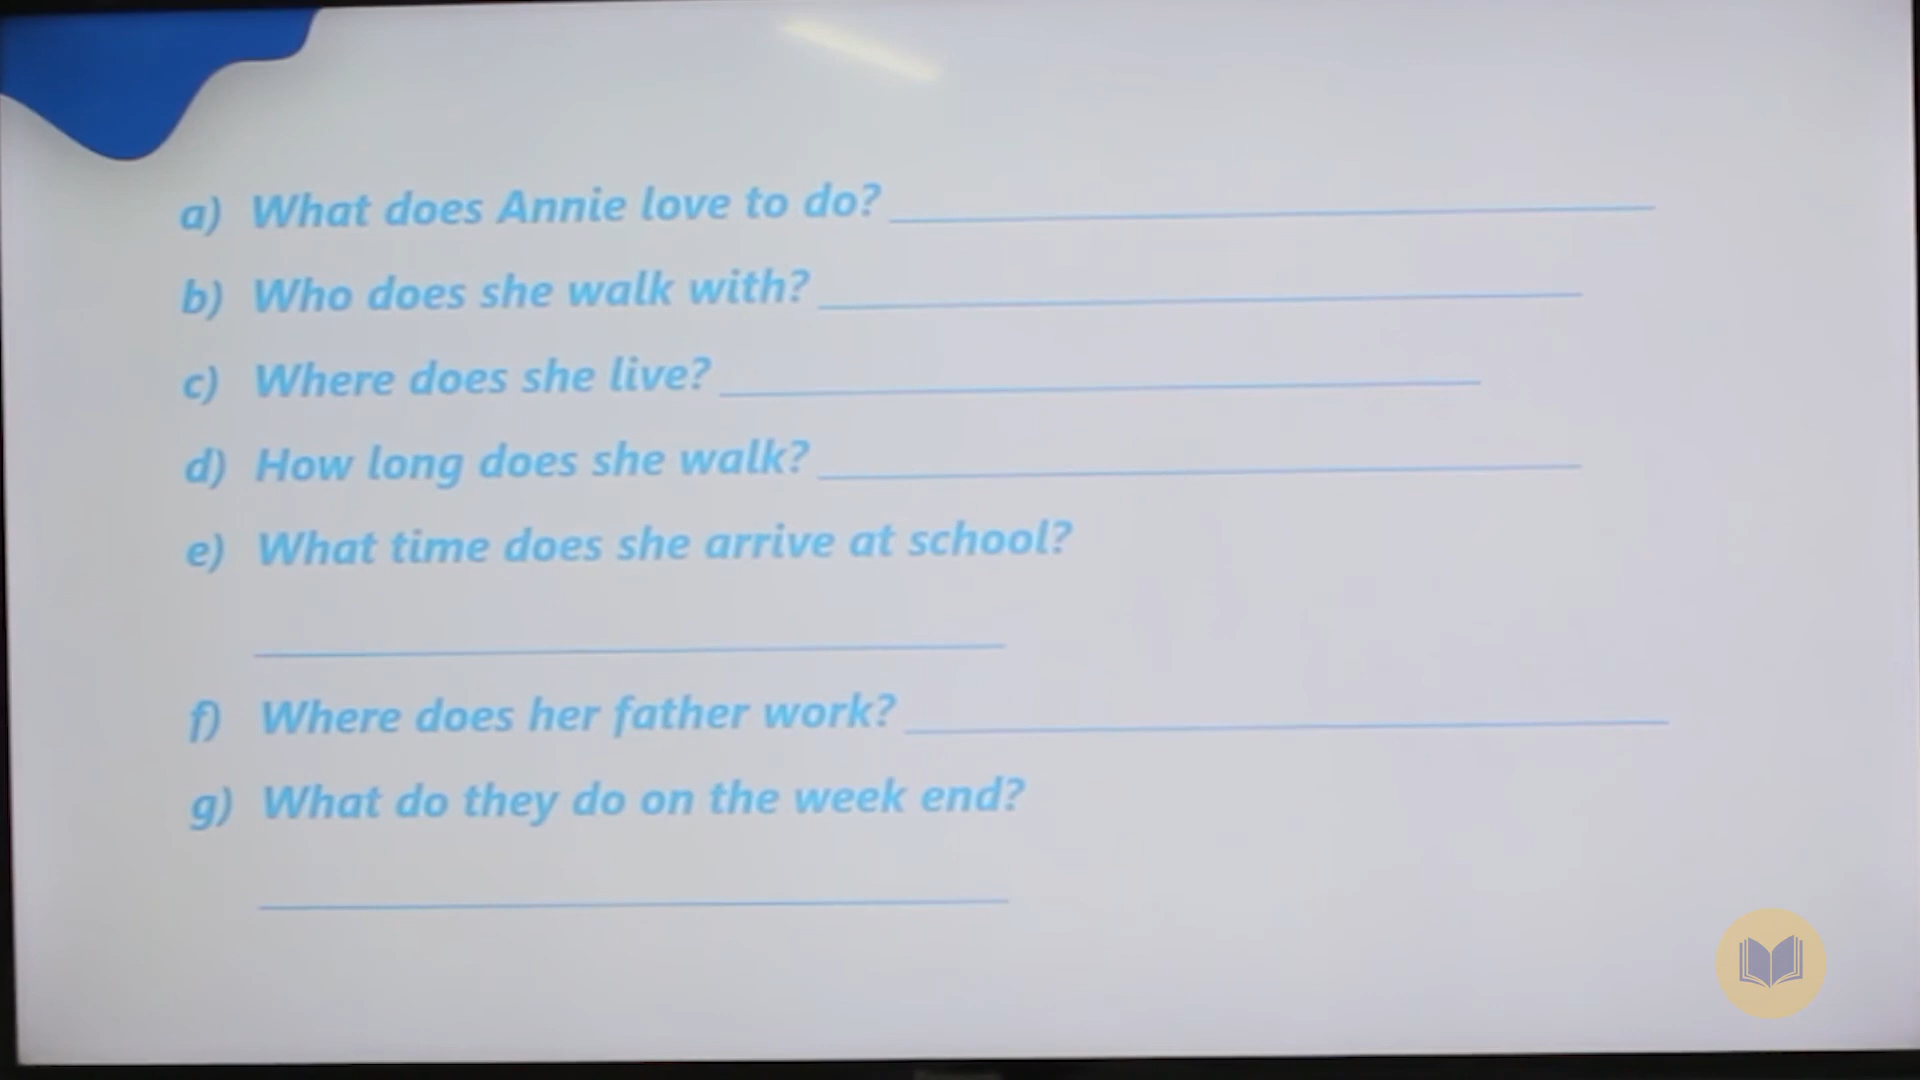 a) What does Annie love to do?
b) Who does she walk with?
c) Where does she live?
d) How long does she walk?
e) What time does she arrive at school?
f) Where does her father work?
g) What do they do on the week end?